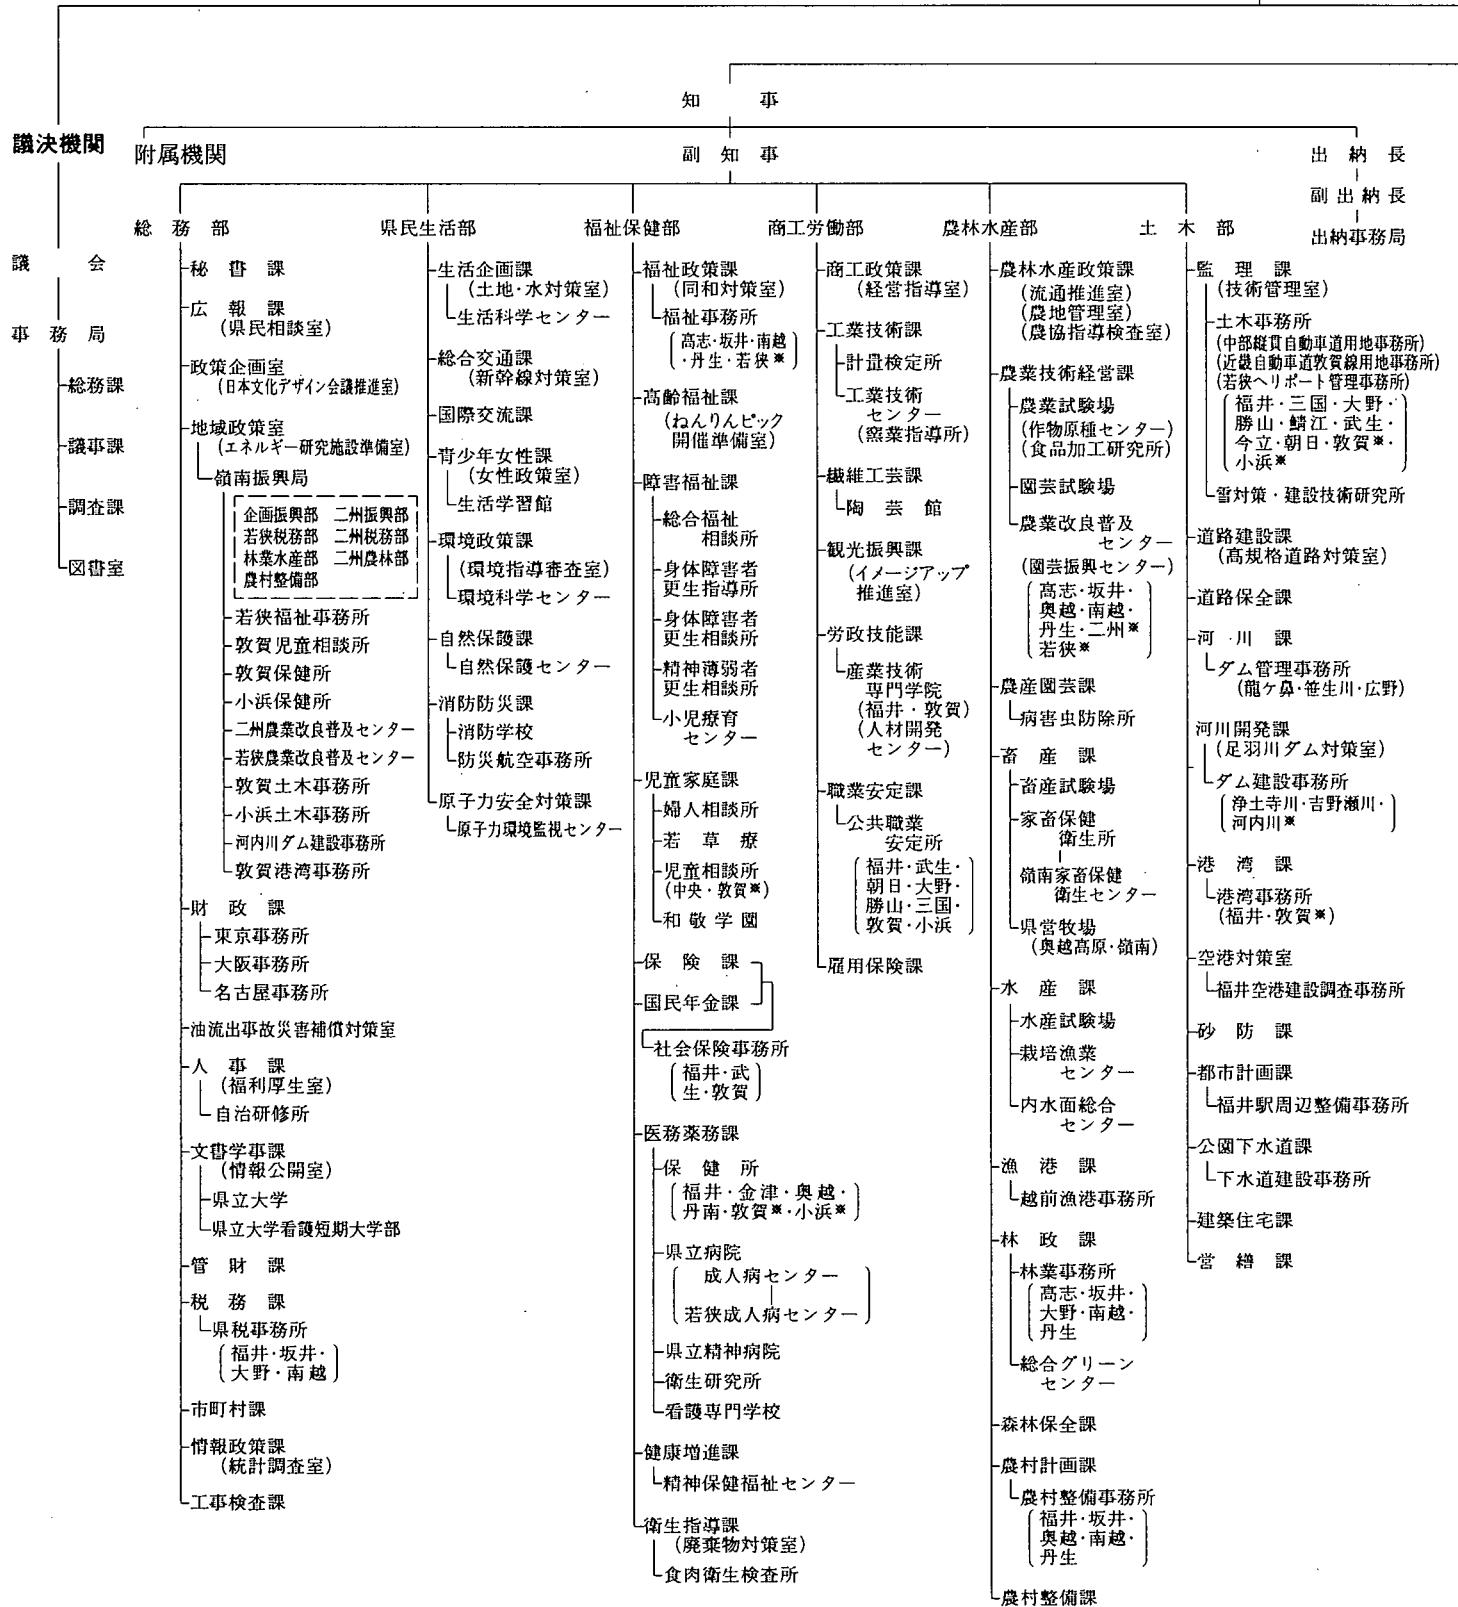 知　事
議決機関
附属機関
副　知　事
出　納　長
副出納長
出納事務局
議　会
事務局
総務課
議事課
調査課
図書室
総　務　部
秘　書　課
広　報　課
(県民相談室)
政策企画室
(日本文化デザイン会議推進室)
地域政策室
(エネルギー研究施設準備室)
嶺南振興局
企画振興部　二州振興部
若狭税務部　二州税務部
林業水産部　二州農林部
農村整備部
若狭福祉事務所
敦賀児童相談所
敦賀保健所
小浜保健所
二州農業改良普及センター
若狭農業改良普及センター
敦賀土木事務所
小浜土木事務所
河内川ダム建設事務所
敦賀港湾事務所
財　政　課
東京事務所
大阪事務所
名古屋事務所
油流出事故災害補償対策室
人　事　課
(福利厚生室)
自治研修所
文書学事課
(情報公開室)
県立大学
県立大学看護短期大学部
管　財　課
税　務　課
県税事務所
(福井・坂井・
大野・南越)
市町村課
情報政策課
(統計調査室)
工事検査課
県民生活部
生活企画課
(土地・水対策室)
生活科学センター
総合交通課
(新幹線対策室)
国際交流課
青少年女性課
(女性政策室)
生活学習館
環境政策課
(環境指導審査室)
環境科学センター
自然保護課
自然保護センター
消防防災課
消防学校
防災航空事務所
原子力安全対策課
原子力環境監視センター
福祉保健部
福祉政策課
(同和対策室)
福祉事務所
(高志・坂井・南越
・丹生・若狭※)
高齢福祉課
(ねんりんピック
開催準備室)
障害福祉課
総合福祉
相談所
身体障害者
更生指導所
身体障害者
更生相談所
精神薄弱者
更生相談所
小児療育
センター
児童家庭課
婦人相談所
若　草　療
児童相談所
(中央・敦賀※)
和敬学園
保　険　課
国民年金課
社会保険事務所
(福井・武
生・敦賀)
医務薬務課
保　健　所
(福井・金津・奥越・
丹南・敦賀※・小浜※)
県立病院
(成人病センター
若狭成人病センター)
県立精神病院
衛生研究所
看護専門学校
健康増進課
精神保健福祉センター
衛生指導課
(廃棄物対策室)
食肉衛生検査所
商工労働部
商工政策課
(経営指導室)
工業技術課
計量検定所
工業技術
センター
(窯業指導所)
繊維工芸課
陶　芸　館
観光振興課
(イメージアップ
推進室)
労政技能課
産業技術
専門学院
(福井・敦賀)
(人材開発
センター)
職業安定課
公共職業
安定所
(福井・武生・
朝日・大野・
勝山・三国・
敦賀・小浜)
雇用保険課
農林水産部
農林水産政策課
(流通推進室)
(農地管理室)
(農協指導検査室)
農業技術経営課
農業試験場
(作物原種センター)
(食品加工研究所)
園芸試験場
農業改良普及
センター
(園芸振興センター)
(高志・坂井・
奥越・南越・
丹生・二州※
若狭※)
農産園芸課
病害虫防除所
畜　産　課
畜産試験場
家畜保健
衛生所
嶺南家畜保健
衛生センター
県営牧場
(奥越高原・嶺南)
水　産　課
水産試験場
栽培漁業
センター
内水面総合
センター
漁　港　課
越前漁港事務所
林　政　課
林業事務所
(高志・坂井・
大野・南越・
丹生)
総合グリーン
センター
森林保全課
農村計画課
農村整備事務所
(福井・坂井・
奥越・南越・
丹生)
農村整備課
土　木　部
監　理　課
(技術管理室)
土木事務所
(中部縦貫自動車道用地事務所)
(近畿自動車道敦賀線用地事務所)
(若狭ヘリポート管理事務所)
(福井・三国・大野・
勝山・鯖江・武生・
今立・朝日・敦賀※・
小浜※)
雪対策・建設技術研究所
道路建設課
(高規格道路対策室)
道路保全課
河　川　課
ダム管理事務所
(龍ケ鼻・笹生川・広野)
河川開発課
(足羽川ダム対策室)
ダム建設事務所
(浄土寺川・吉野瀬川・
河内川※)
港　湾　課
港湾事務所
(福井・敦賀※)
空港対策室
福井空港建設調査事務所
砂　防　課
都市計画課
福井駅周辺整備事務所
公園下水道課
下水道建設事務所
建築住宅課
営　繕　課